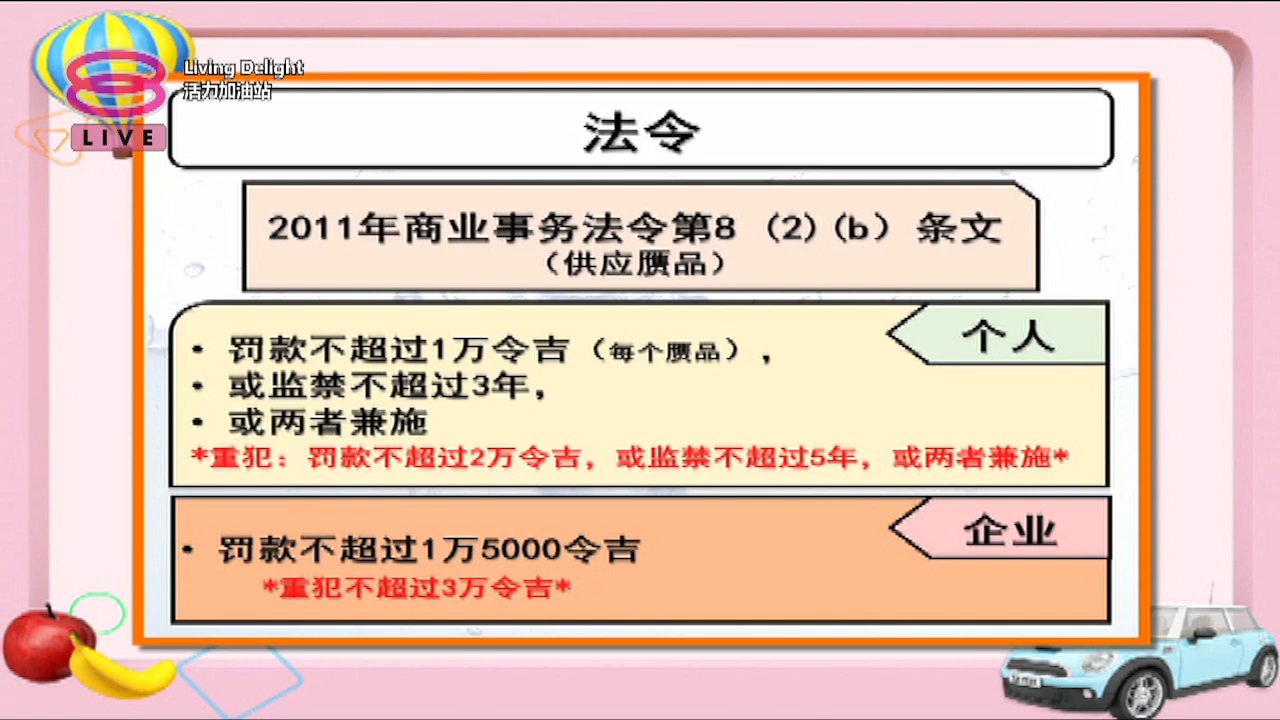 Living Delight
活力加油站
LIVE
法令
2011年商业事务法令第8 (2) (b) 条文
（供应赝品）
个人
• 罚款不超过1万令吉（每个赝品），
• 或监禁不超过3年，
• 或两者兼施
*重犯：罚款不超过2万令吉，或监禁不超过5年，或两者兼施*
企业
• 罚款不超过1万5000令吉
*重犯不超过3万令吉*